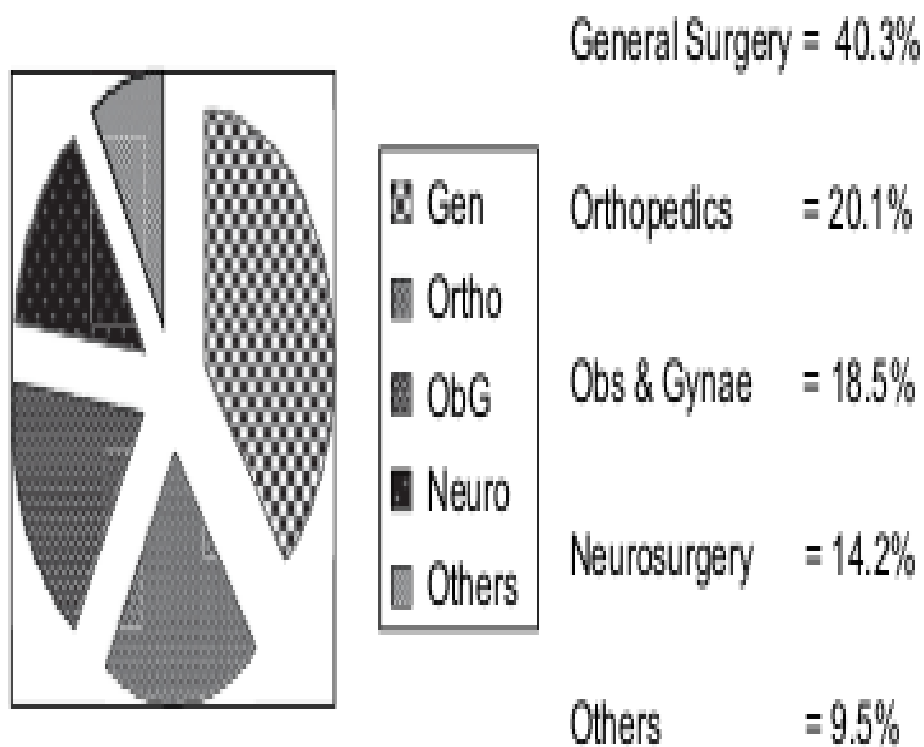 Gen
Ortho
ObG
Neuro
Others
General Surgery = 40.3%
Orthopedics = 20.1%
Obs & Gynae = 18.5%
Neurosurgery = 14.2%
Others = 9.5%